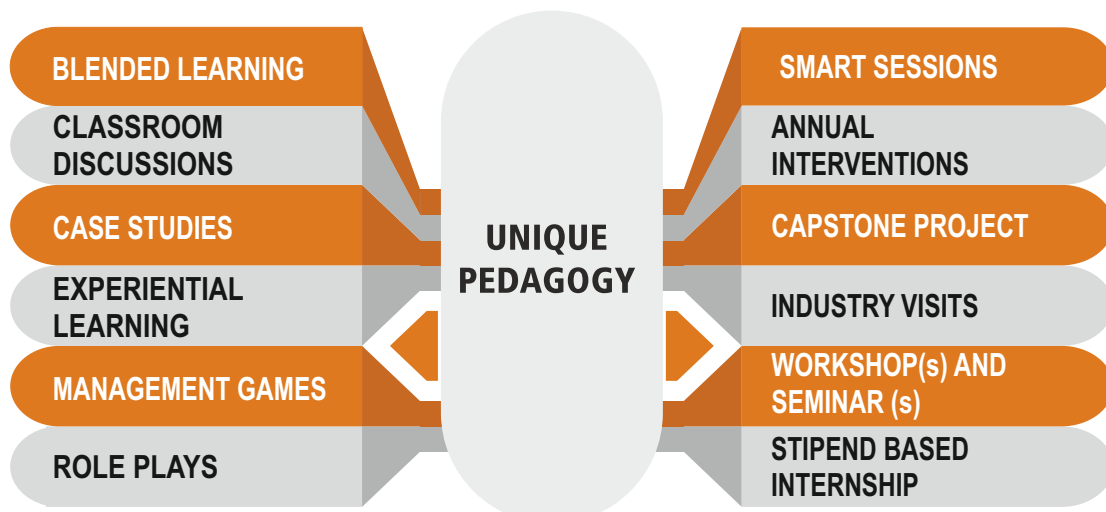 BLENDED LEARNING
CLASSROOM
DISCUSSIONS
CASE STUDIES
EXPERIENTIAL
LEARNING
MANAGEMENT GAMES
ROLE PLAYS
UNIQUE
PEDAGOGY
SMART SESSIONS
ANNUAL
INTERVENTIONS
CAPSTONE PROJECT
INDUSTRY VISITS
WORKSHOP(s) AND
SEMINAR (s)
STIPEND BASED
INTERNSHIP